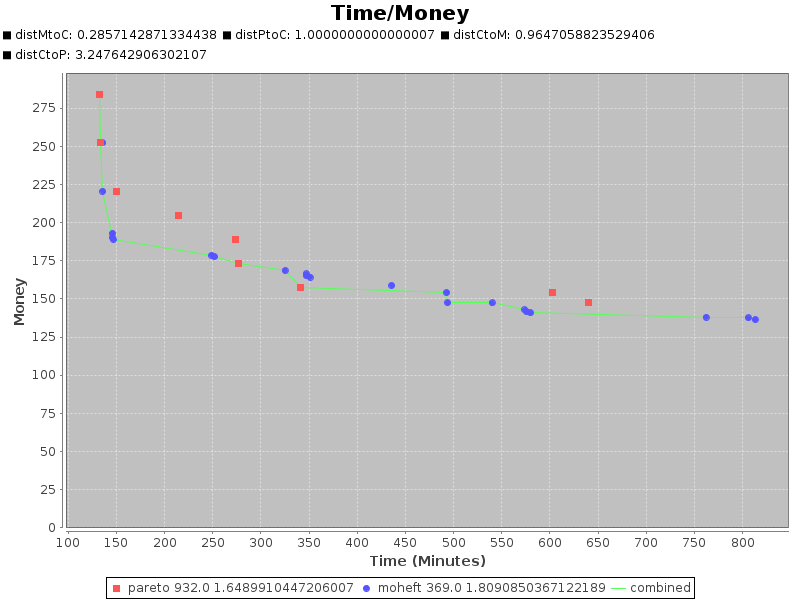 Time/Money
distMtoC: 0.2857142871334438 distPtoC: 1.0000000000000007 distCtoM: 0.9647058823529406
distCtoP: 3.247642906302107
275
250
225
200
175
150
125
100
75
50
25
0
Money
100 150 200 250 300 350 400 450 500 550 600 650 700 750 800
Time (Minutes)
pareto 932.0 1.6489910447206007 moheft 369.0 1.8090850367122189 combined